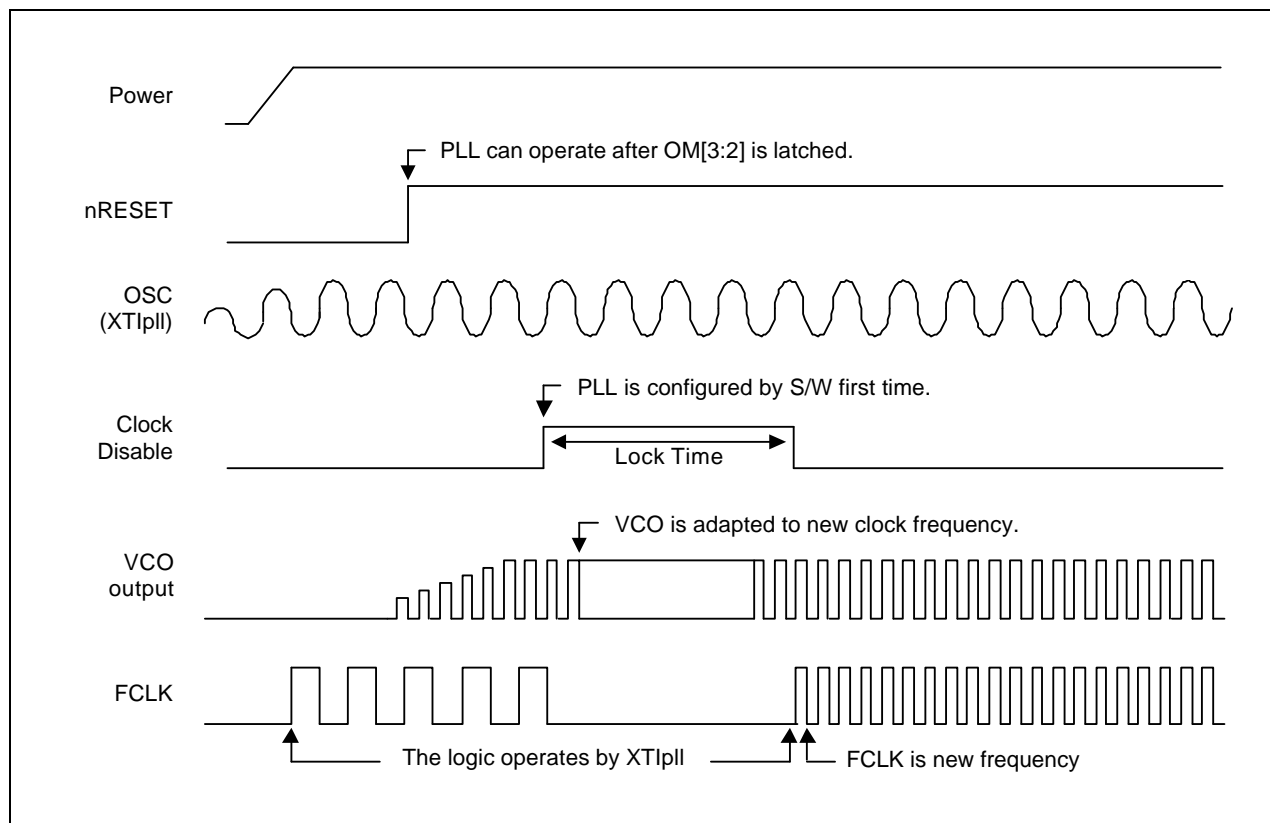 Power
PLL can operate after OM[3:2] is latched.
nRESET
OSC
(XTIpll)
PLL is configured by S/W first time.
Clock
Disable
Lock Time
VCO is adapted to new clock frequency.
VCO
output
FCLK
The logic operates by XTIpll
FCLK is new frequency